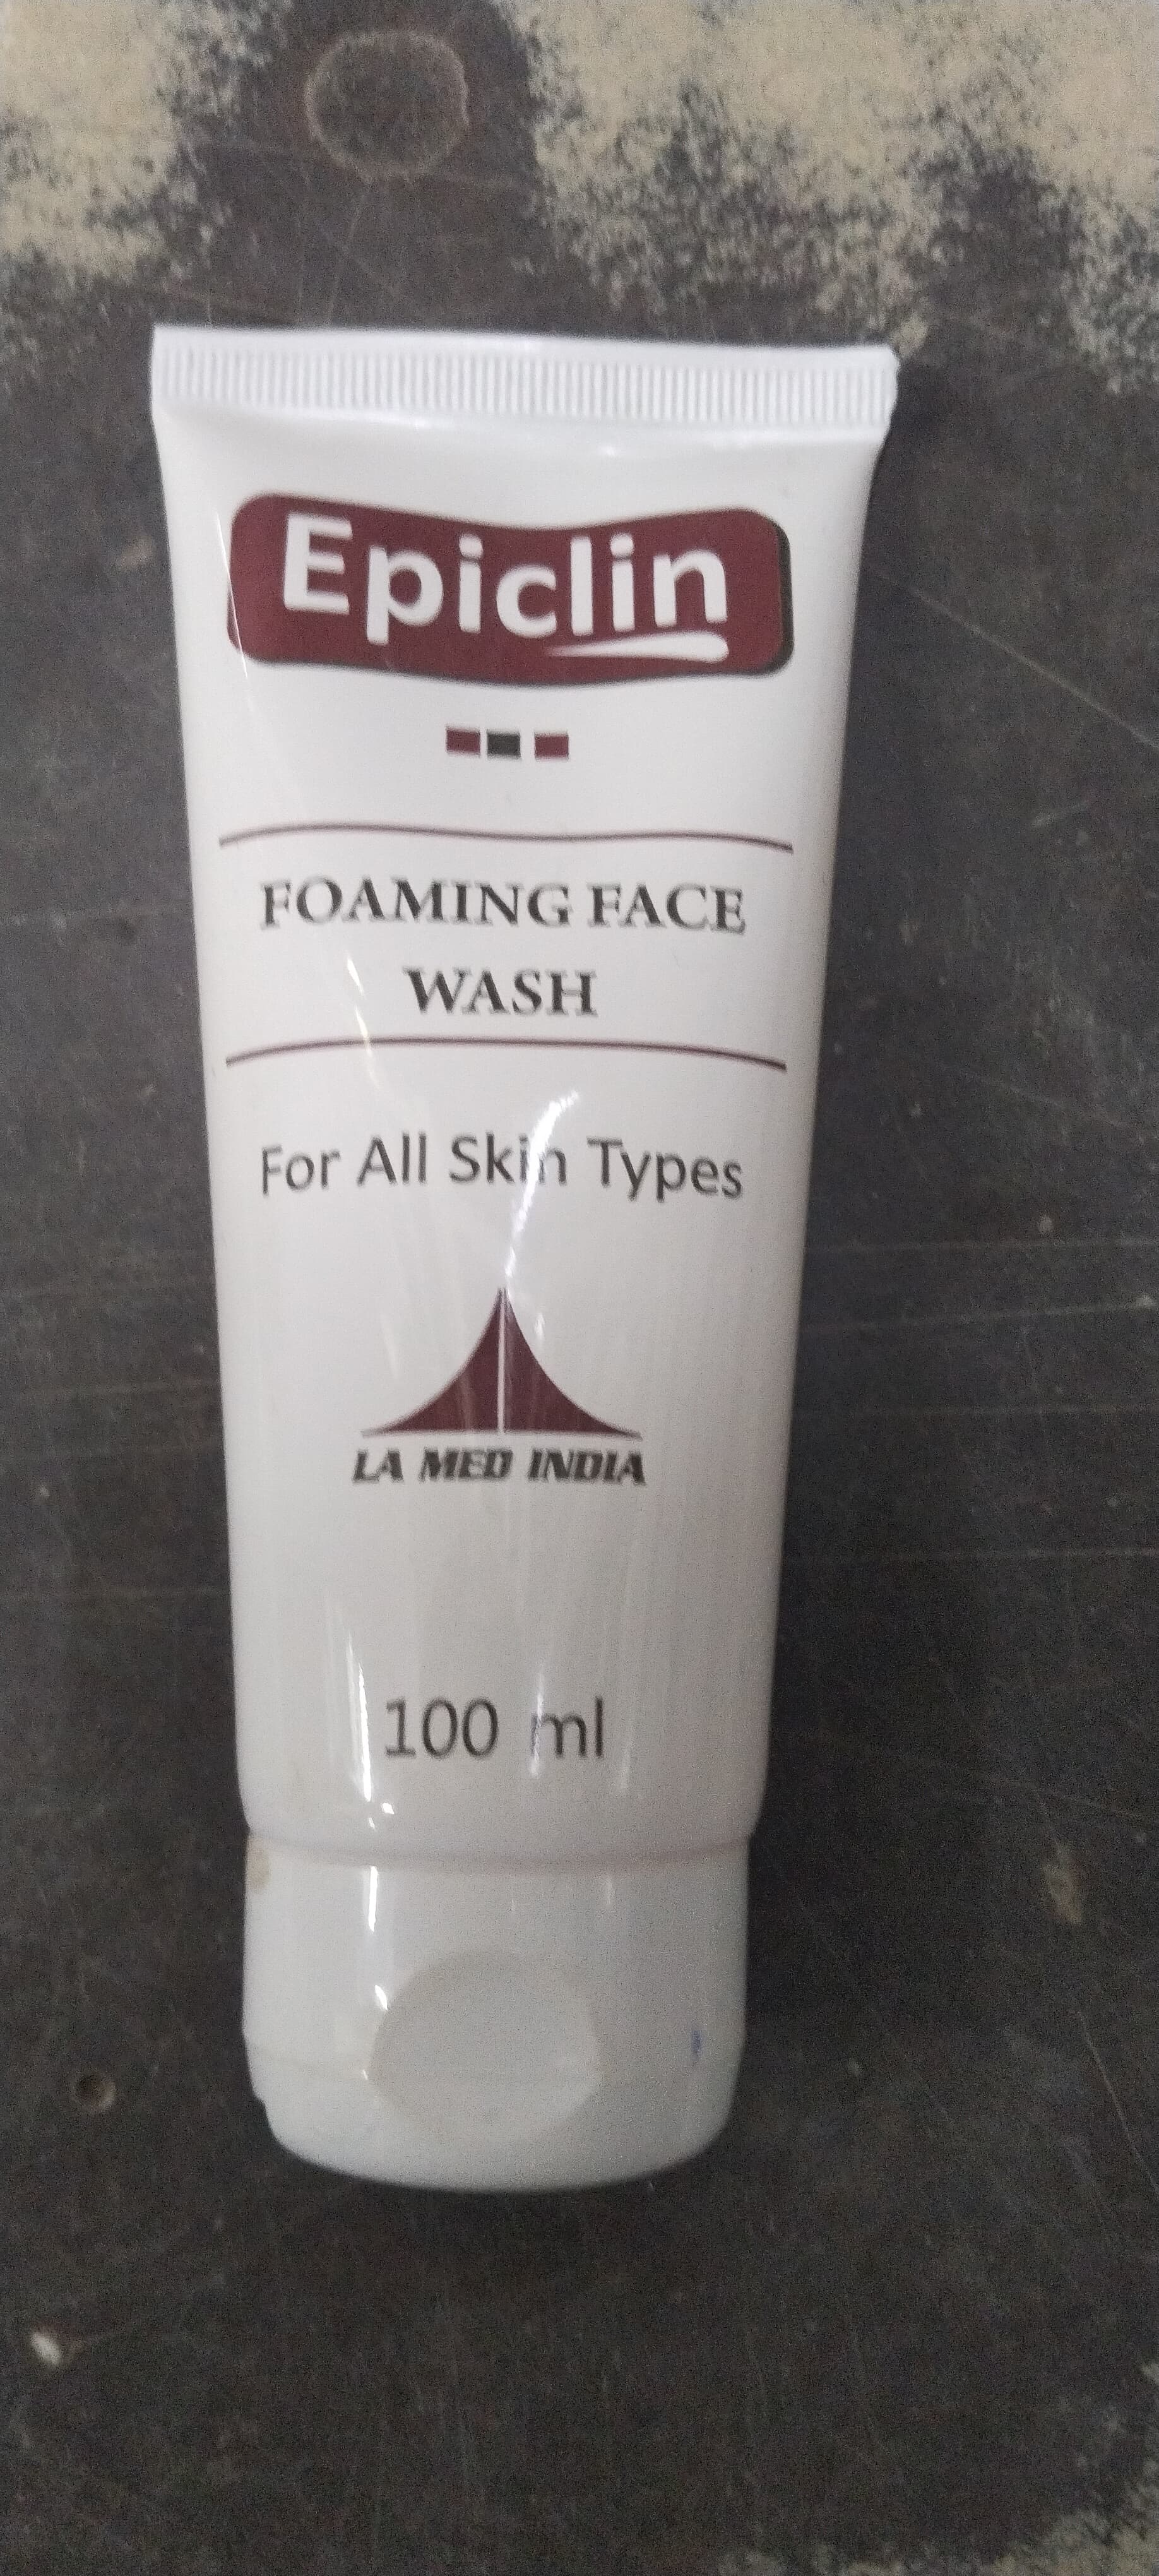 Epiclin
FOAMING FACE
WASH
For All Skin Types
LA MED INDIA
100 ml